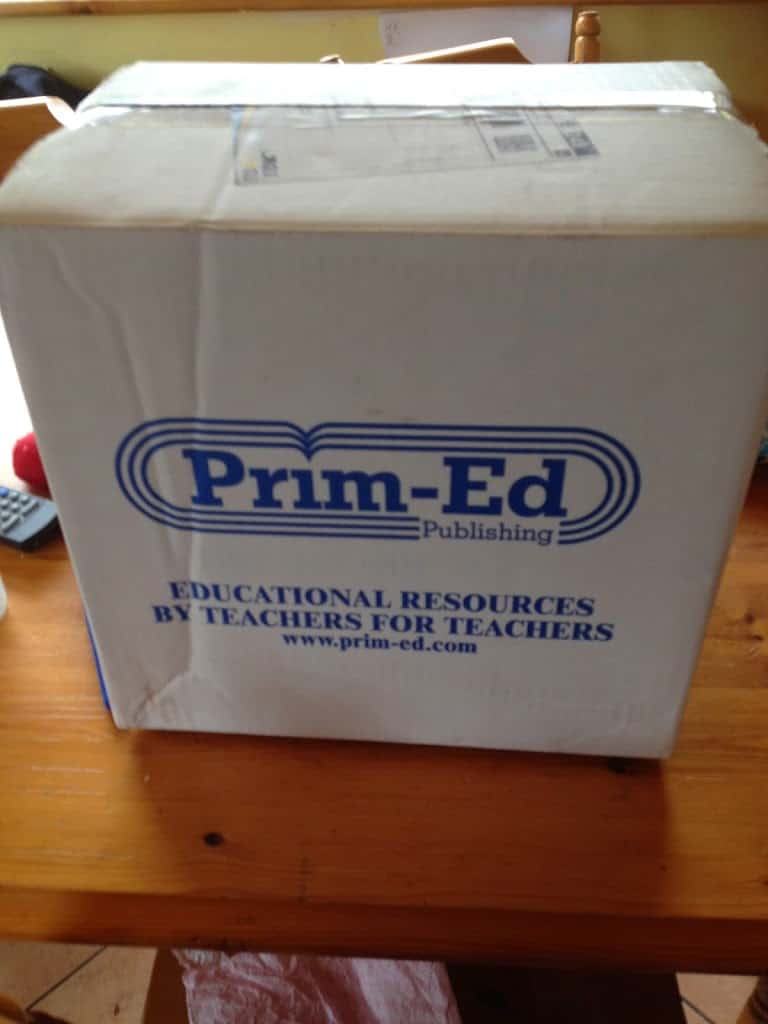 Prim-Ed
Publishing
EDUCATIONAL RESOURCES
BY TEACHERS FOR TEACHERS
www.prim-ed.com